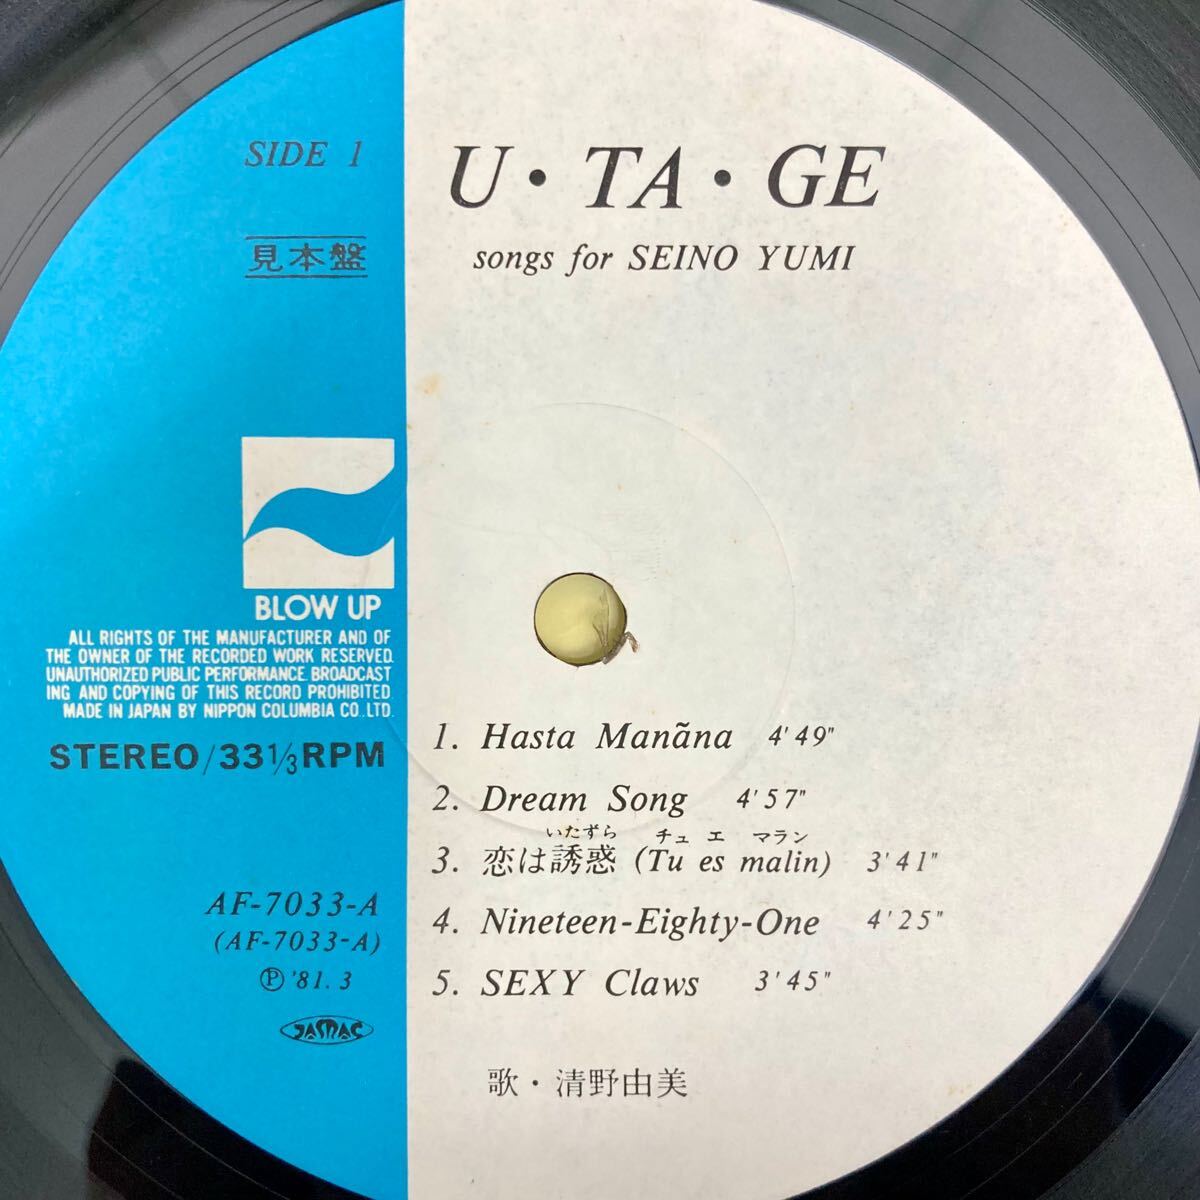 SIDE 1
見本盤
U・TA・GE
songs for SEINO YUMI
BLOW UP
ALL RIGHTS OF THE MANUFACTURER AND OF
THE OWNER OF THE RECORDED WORK RESERVED.
UNAUTHORIZED PUBLIC PERFORMANCE. BROADCAST
ING AND COPYING OF THIS RECORD PROHIBITED.
MADE IN JAPAN BY NIPPON COLUMBIA CO.,LTD.
STEREO/33⅓RPM
AF-7033-A
(AF-7033-A)
Ⓟ'81.3
JASRAC
1. Hasta Manãna 4'49"
2. Dream Song 4'57"
いたずら チュ エ マラン
3. 恋は誘惑 (Tu es malin) 3'41"
4. Nineteen-Eighty-One 4'25"
5. SEXY Claws 3'45"
歌・清野由美